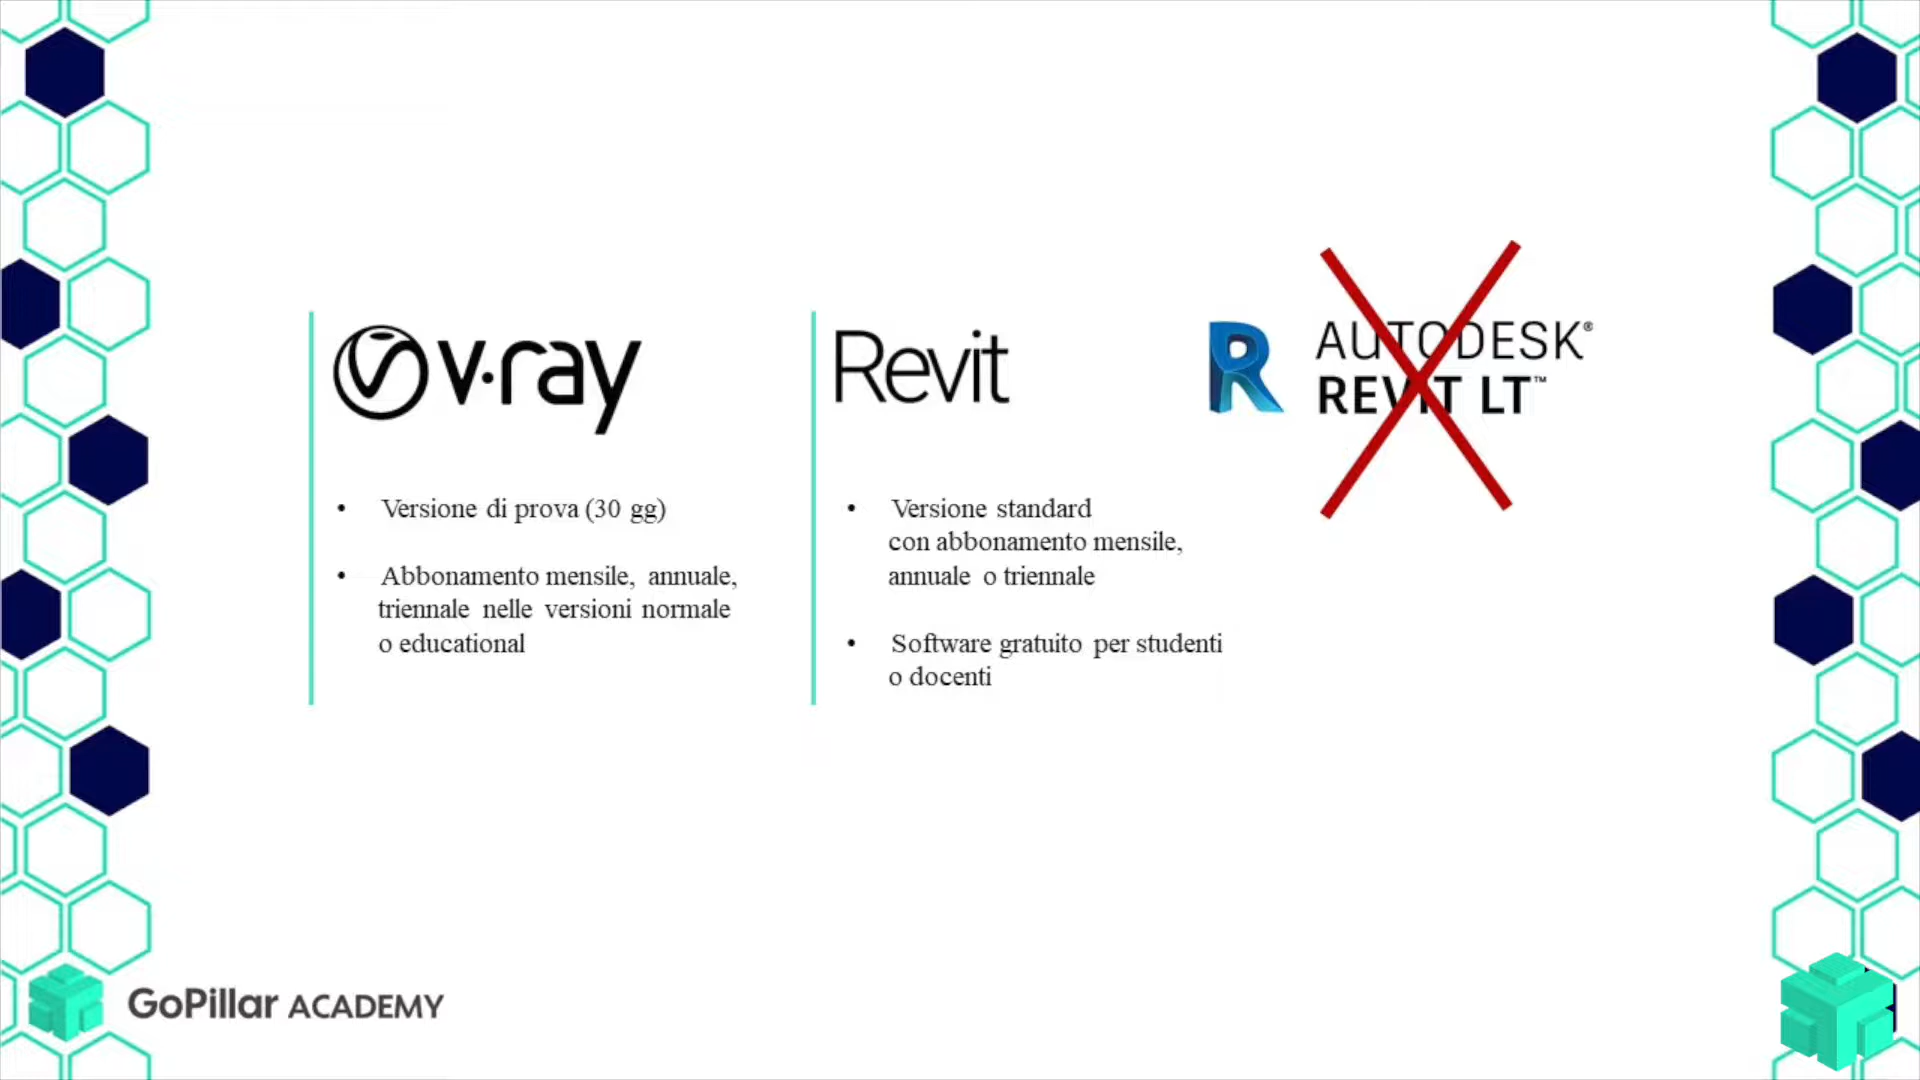 v.ray
• Versione di prova (30 gg)
• Abbonamento mensile, annuale,
triennale nelle versioni normale
o educational
Revit
• Versione standard
con abbonamento mensile,
annuale o triennale
• Software gratuito per studenti
o docenti
R AUTODESK®
REVIT LT™
GoPillar ACADEMY